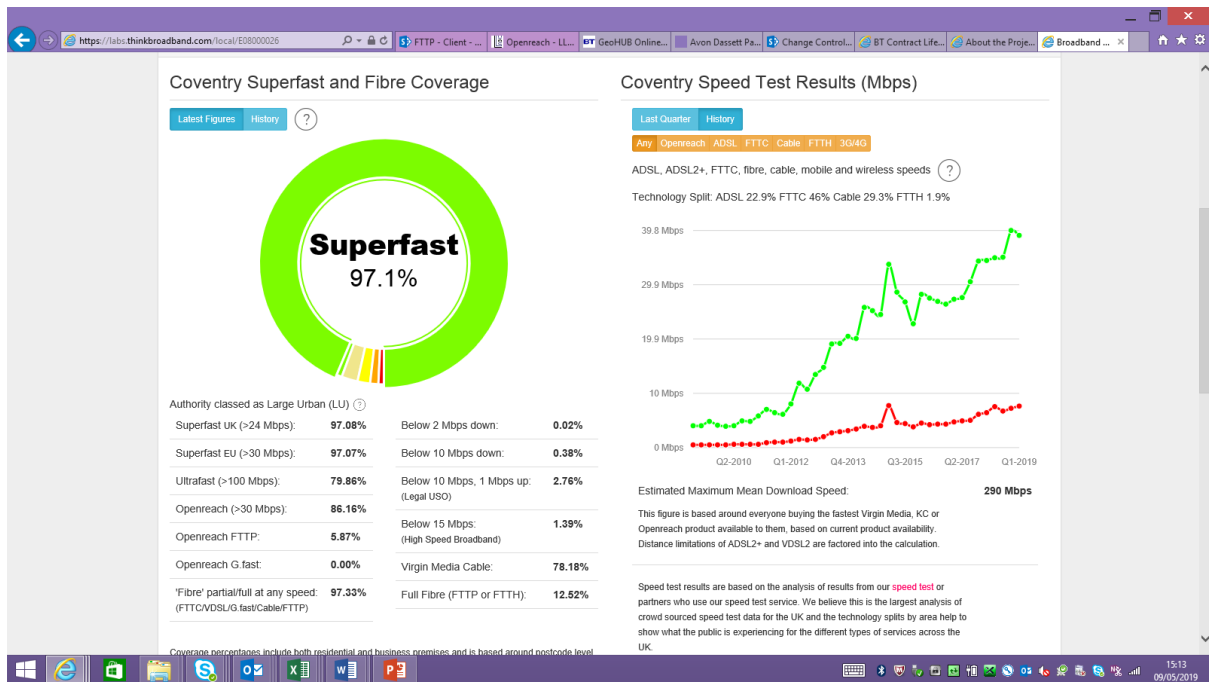 https://labs.thinkbroadband.com/local/E08000026
FTTP - Client - ...
Openreach - LL...
BT GeoHUB Online...
Avon Dassett Pa...
Change Control...
BT Contract Life...
About the Proje...
Broadband ...
Coventry Superfast and Fibre Coverage
Latest Figures History ?
Superfast
97.1%
Authority classed as Large Urban (LU) ?
Superfast UK (>24 Mbps): 97.08%
Superfast EU (>30 Mbps): 97.07%
Ultrafast (>100 Mbps): 79.86%
Openreach (>30 Mbps): 86.16%
Openreach FTTP: 5.87%
Openreach G.fast: 0.00%
'Fibre' partial/full at any speed: 97.33%
(FTTC/VDSL/G.fast/Cable/FTTP)
Below 2 Mbps down: 0.02%
Below 10 Mbps down: 0.38%
Below 10 Mbps, 1 Mbps up: 2.76%
(Legal USO)
Below 15 Mbps: 1.39%
(High Speed Broadband)
Virgin Media Cable: 78.18%
Full Fibre (FTTP or FTTH): 12.52%
Coverage percentages include both residential and business premises and is based around postcode level
Coventry Speed Test Results (Mbps)
Last Quarter History
Any Openreach ADSL FTTC Cable FTTH 3G/4G
ADSL, ADSL2+, FTTC, fibre, cable, mobile and wireless speeds ?
Technology Split: ADSL 22.9% FTTC 46% Cable 29.3% FTTH 1.9%
39.8 Mbps
29.9 Mbps
19.9 Mbps
10 Mbps
0 Mbps
Q2-2010 Q1-2012 Q4-2013 Q3-2015 Q2-2017 Q1-2019
Estimated Maximum Mean Download Speed: 290 Mbps
This figure is based around everyone buying the fastest Virgin Media, KC or
Openreach product available to them, based on current product availability.
Distance limitations of ADSL2+ and VDSL2 are factored into the calculation.
Speed test results are based on the analysis of results from our speed test or
partners who use our speed test service. We believe this is the largest analysis of
crowd sourced speed test data for the UK and the technology splits by area help to
show what the public is experiencing for the different types of services across the
UK.
15:13
09/05/2019